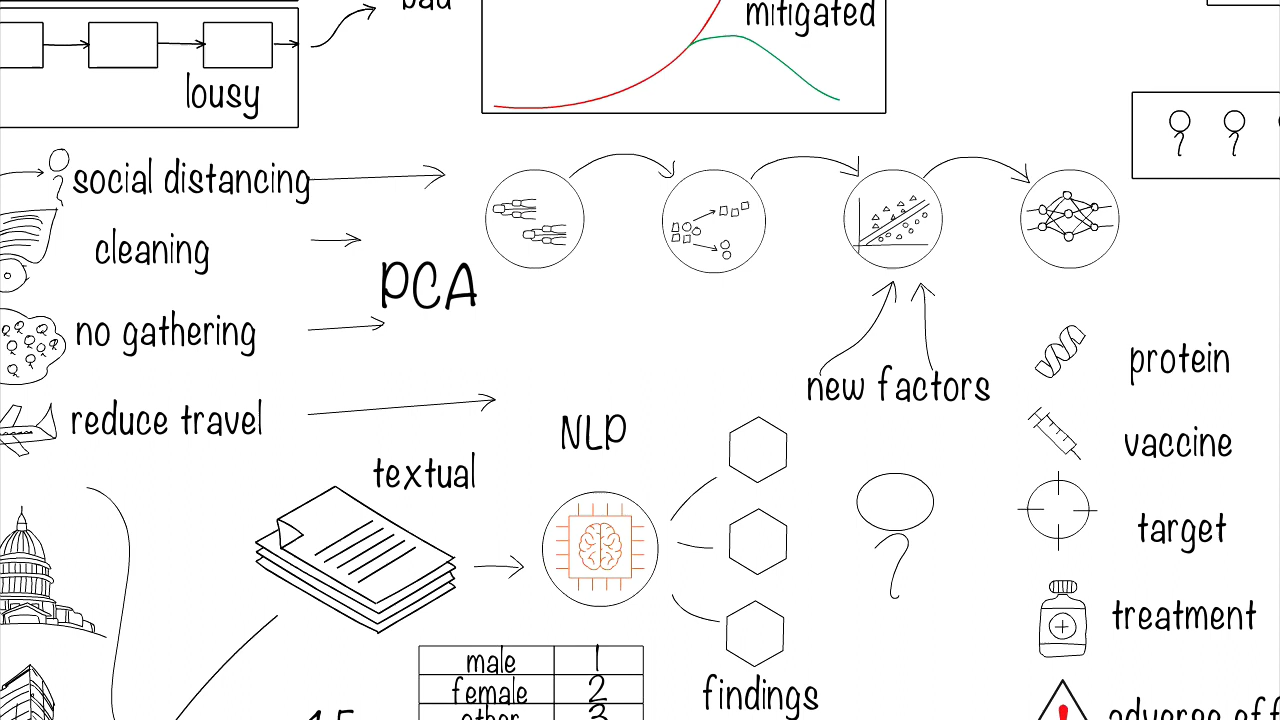 mitigated
lousy
social distancing
cleaning
PCA
no gathering
protein
new factors
reduce travel
NLP
vaccine
textual
target
treatment
male 1
female 2
findings